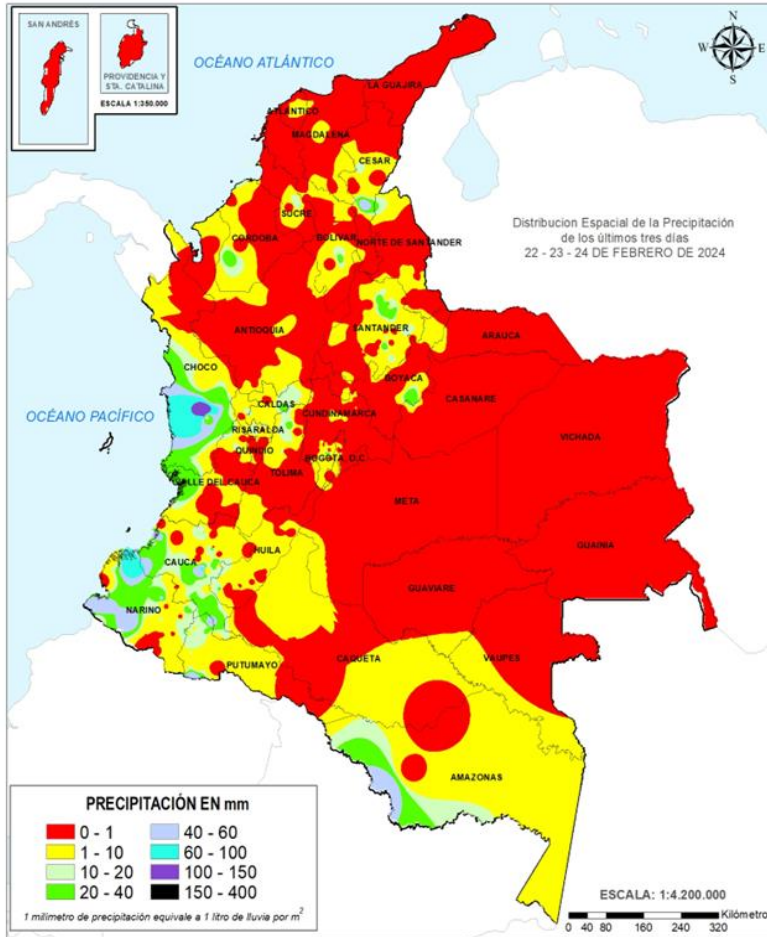 SAN ANDRÉS
PROVIDENCIA Y
STA. CATALINA
ESCALA 1:350.000
OCÉANO ATLÁNTICO
N
W
E
S
LA GUAJIRA
ATLANTICO
MAGDALENA
CESAR
SUCRE
CORDOBA
BOLIVAR
NORTE DE SANTANDER
Distribucion Espacial de la Precipitación
de los últimos tres días
22 - 23 - 24 DE FEBRERO DE 2024
ANTIOQUIA
SANTANDER
ARAUCA
CHOCO
BOYACA
CASANARE
OCÉANO PACÍFICO
CALDAS
CUNDINAMARCA
RISARALDA
VICHADA
QUINDIO
BOGOTA, D.C.
TOLIMA
VALLE DEL CAUCA
META
GUAINIA
HUILA
CAUCA
GUAVIARE
NARINO
PUTUMAYO
CAQUETA
VAUPES
AMAZONAS
PRECIPITACIÓN EN mm
0 - 1
40 - 60
1 - 10
60 - 100
10 - 20
100 - 150
20 - 40
150 - 400
1 milímetro de precipitación equivale a 1 litro de lluvia por m²
ESCALA: 1:4.200.000
Kilómetro
0 40 80 160 240 320